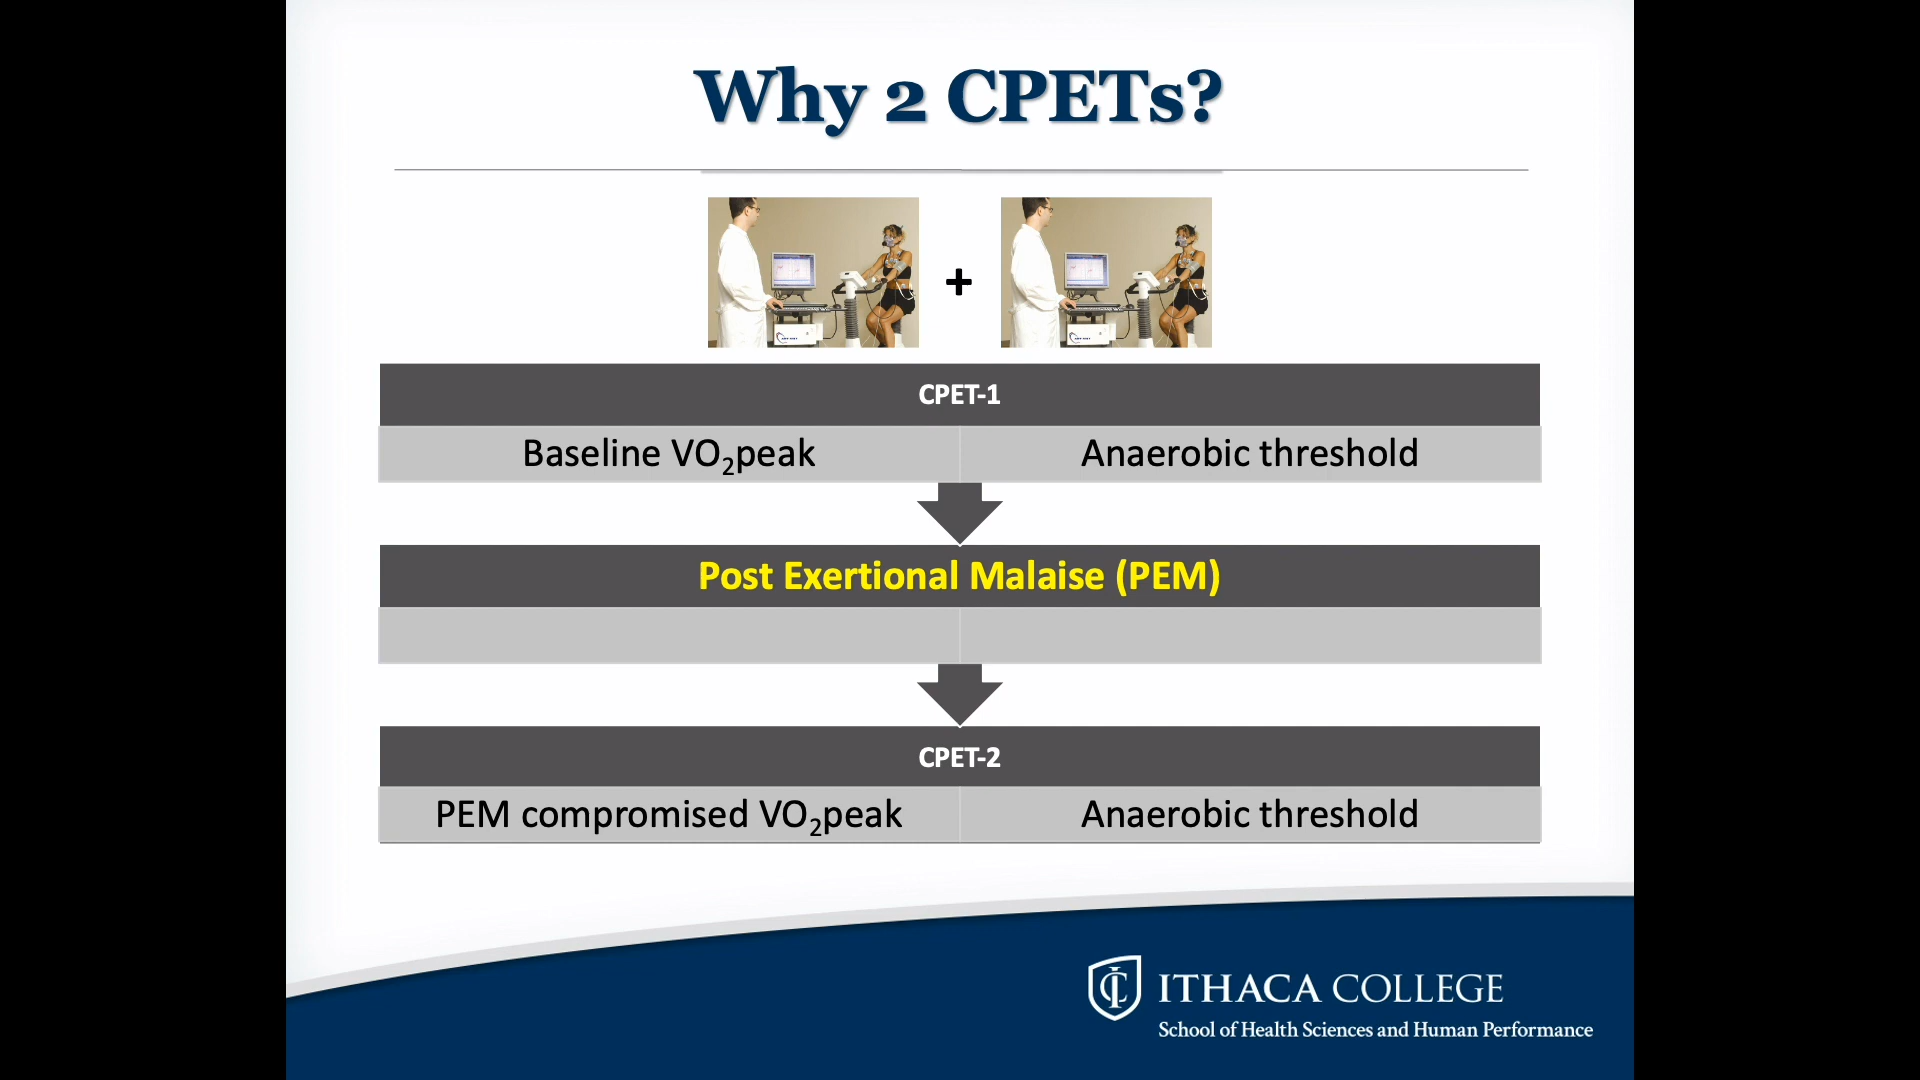 Why 2 CPETs?
+
CPET-1
Baseline VO₂peak
Anaerobic threshold
Post Exertional Malaise (PEM)
CPET-2
PEM compromised VO₂peak
Anaerobic threshold
ITHACA COLLEGE
School of Health Sciences and Human Performance